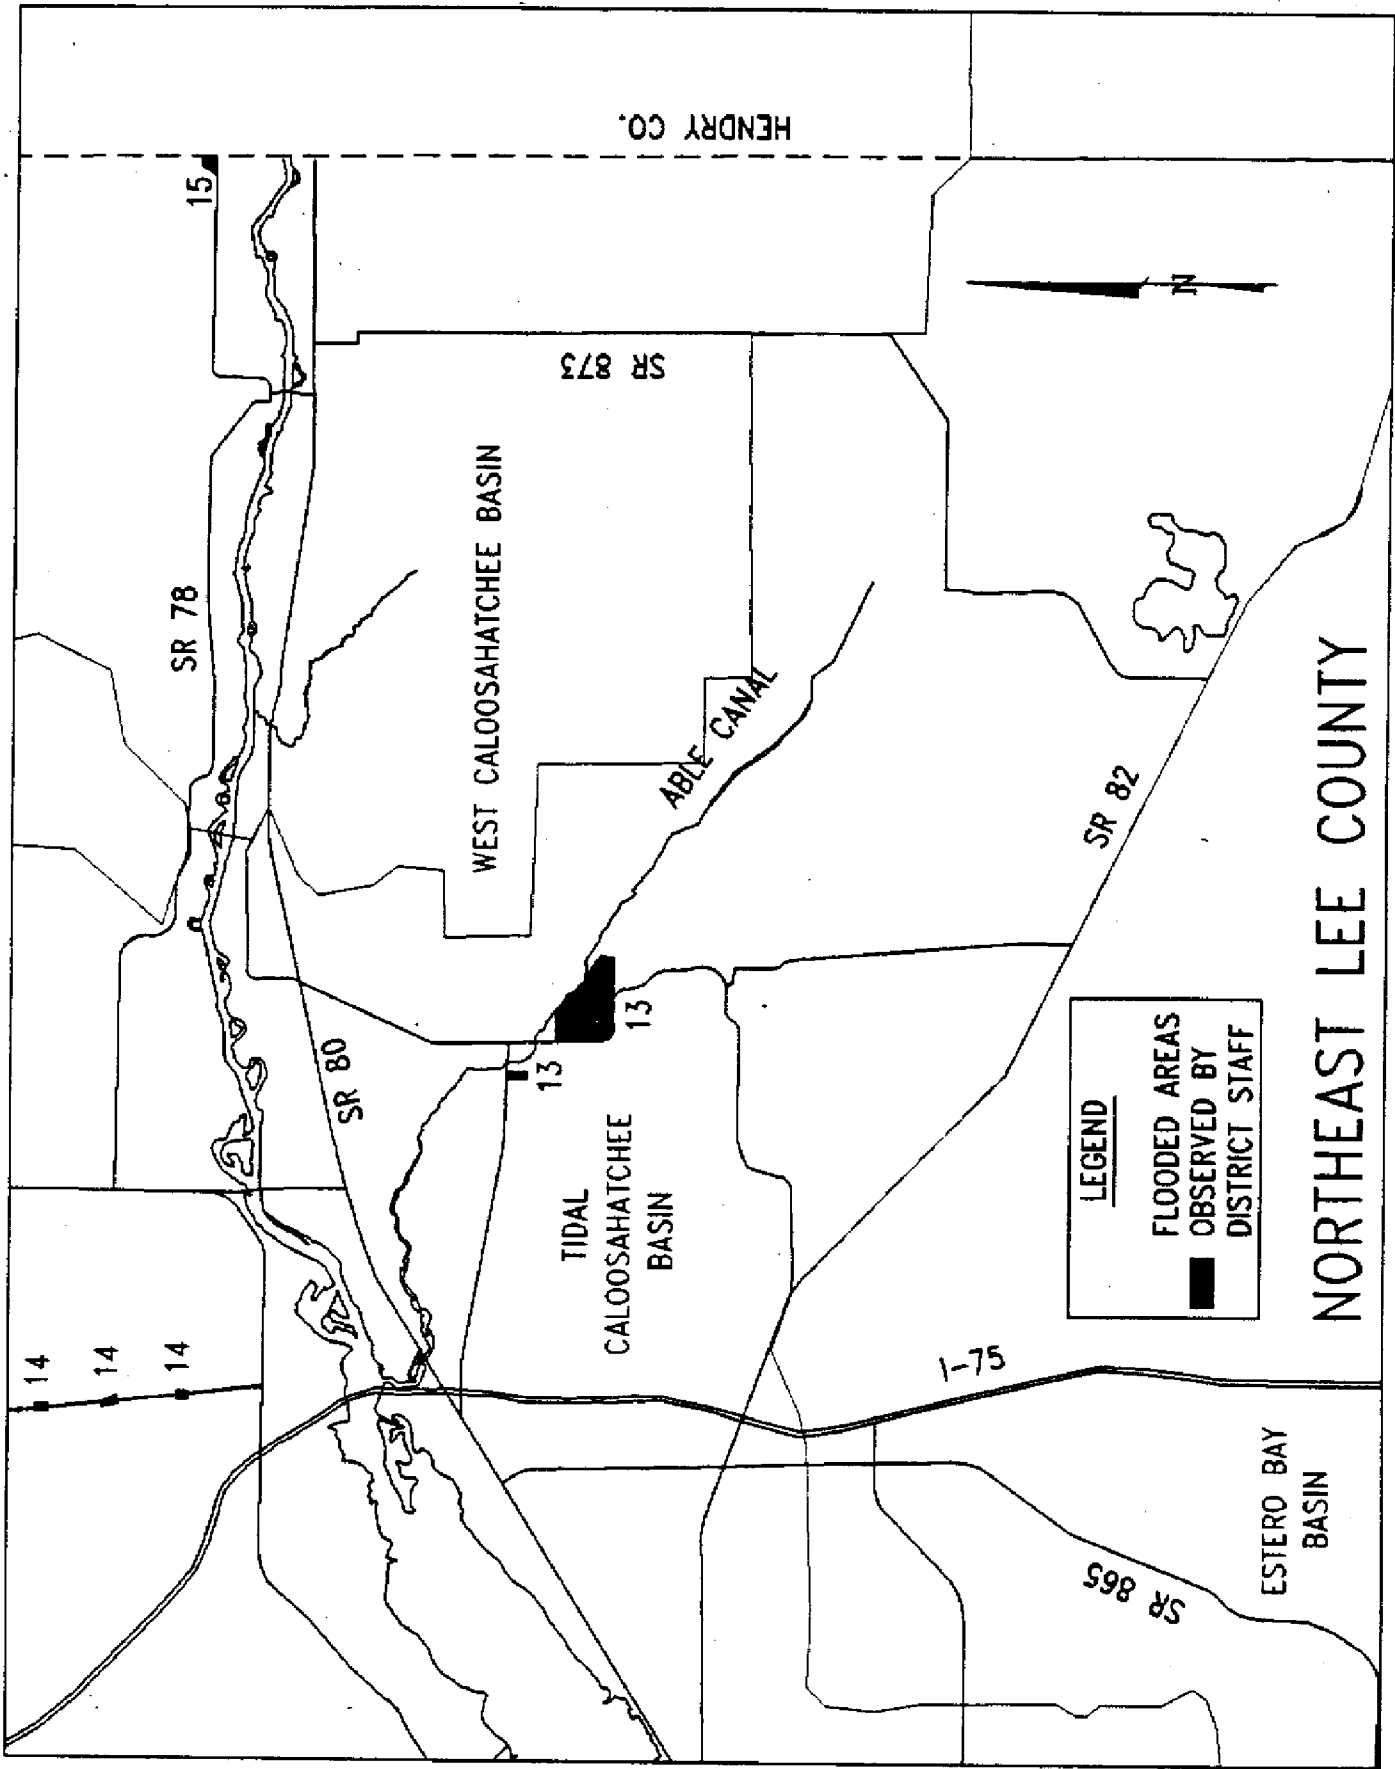 14
14
14
SR 78
15
SR 80
HENDRY CO.
WEST CALOOSAHATCHEE BASIN
SR 873
13
13
TIDAL
CALOOSAHATCHEE
BASIN
ABLE CANAL
I-75
SR 82
N
SR 865
ESTERO BAY
BASIN
LEGEND
FLOODED AREAS
OBSERVED BY
DISTRICT STAFF
NORTHEAST LEE COUNTY